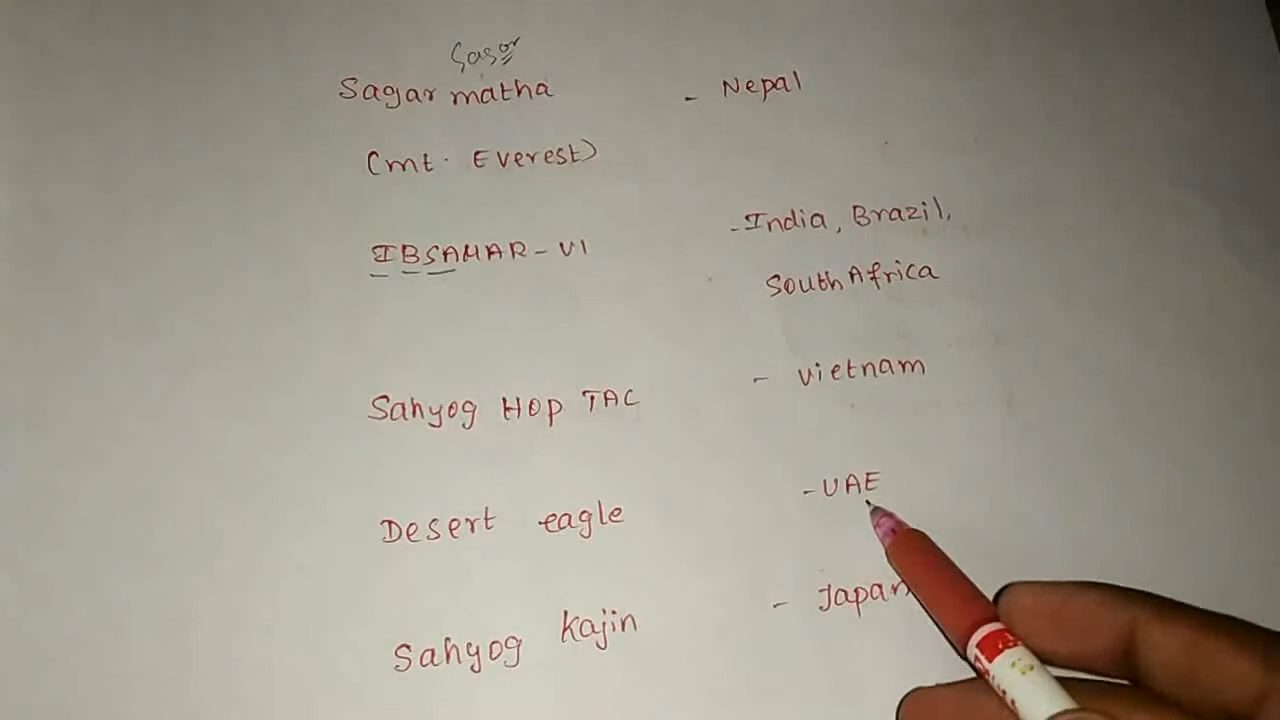 Sagar matha - Nepal
(mt. Everest)
IBSAMAR-VI - India, Brazil,
South Africa
Sahyog HOP TAC - Vietnam
Desert eagle - UAE
Sahyog Kajin - Japan